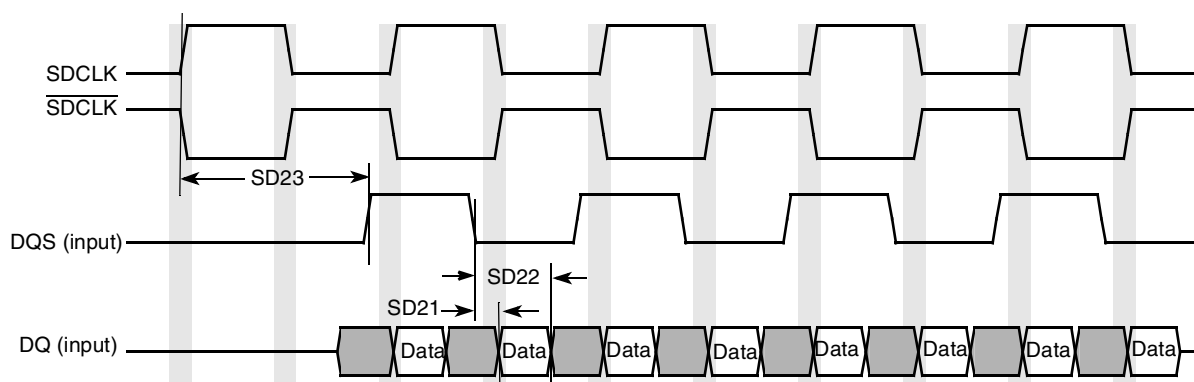 SDCLK
SDCLK
SD23
DQS (input)
SD22
SD21
DQ (input)
Data Data Data Data Data Data Data Data